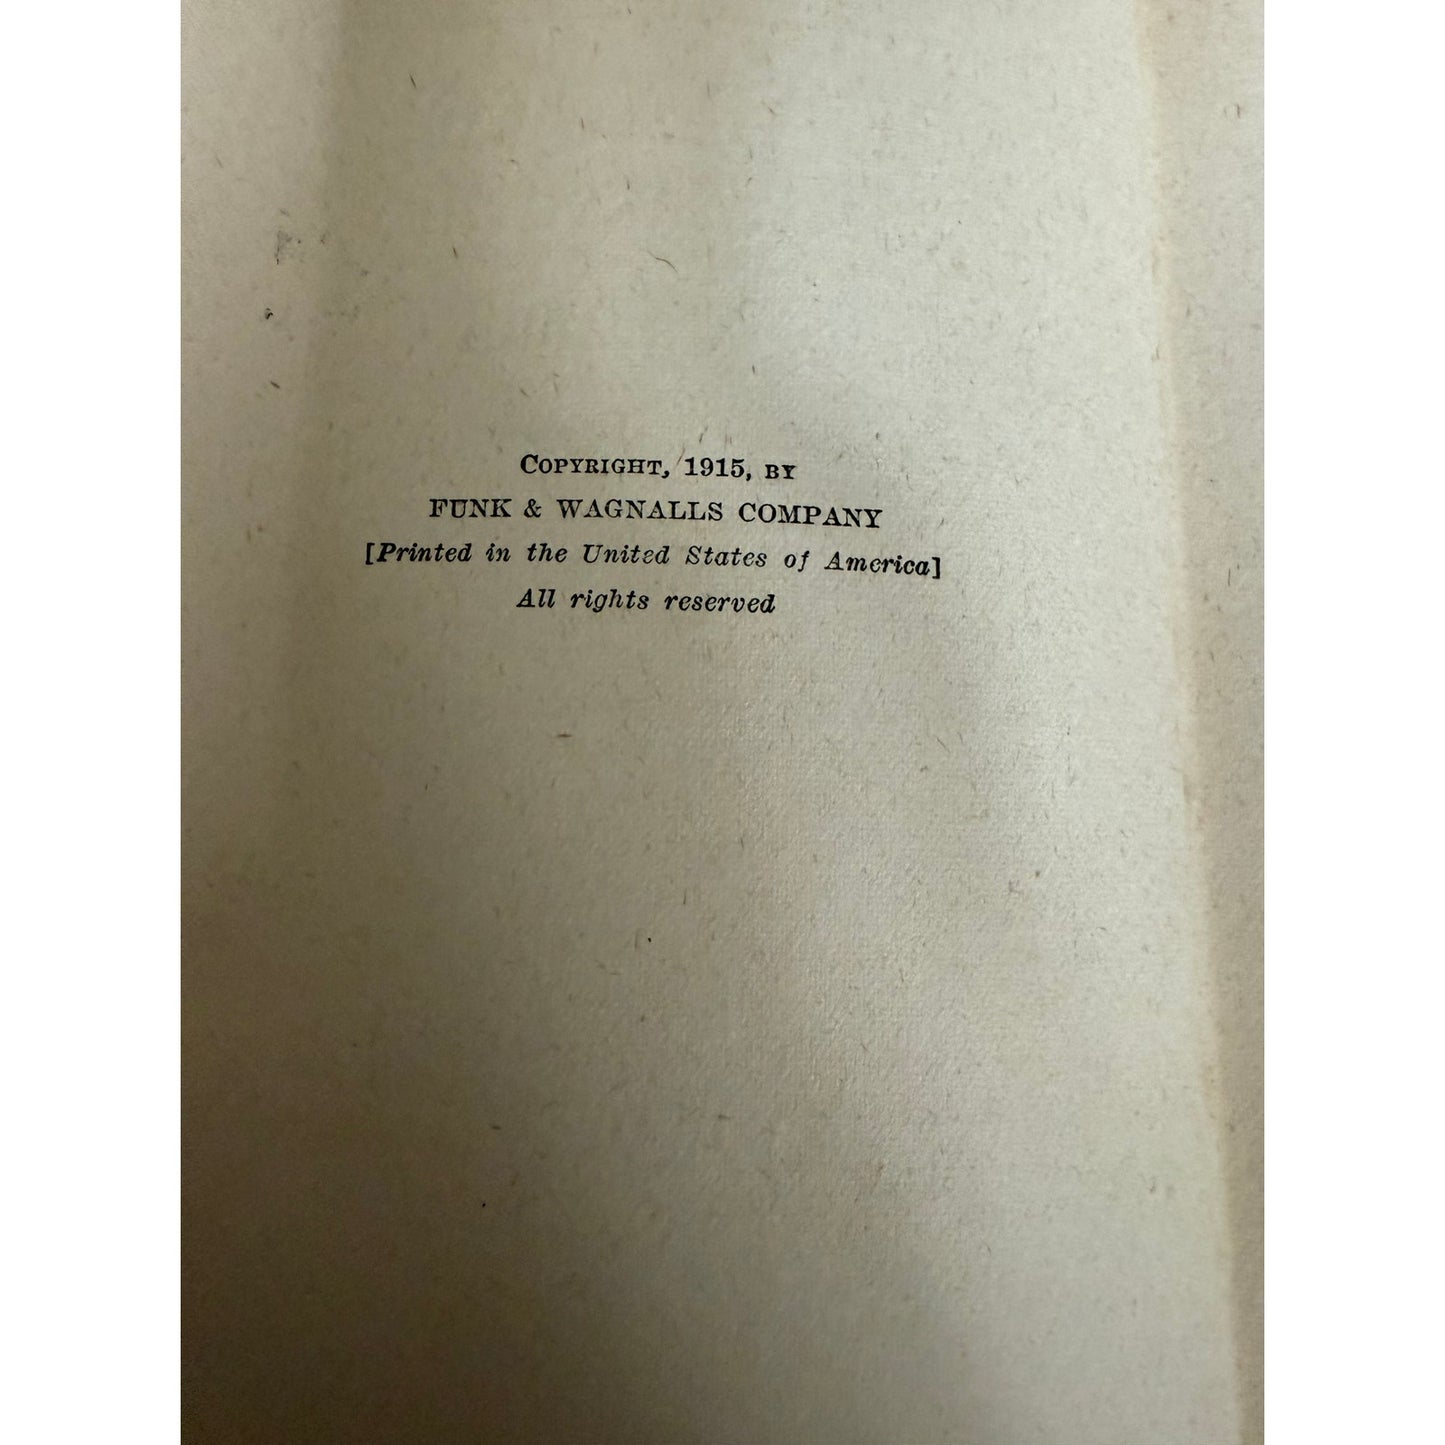 COPYRIGHT, 1915, BY
FUNK & WAGNALLS COMPANY
[Printed in the United States of America]
All rights reserved